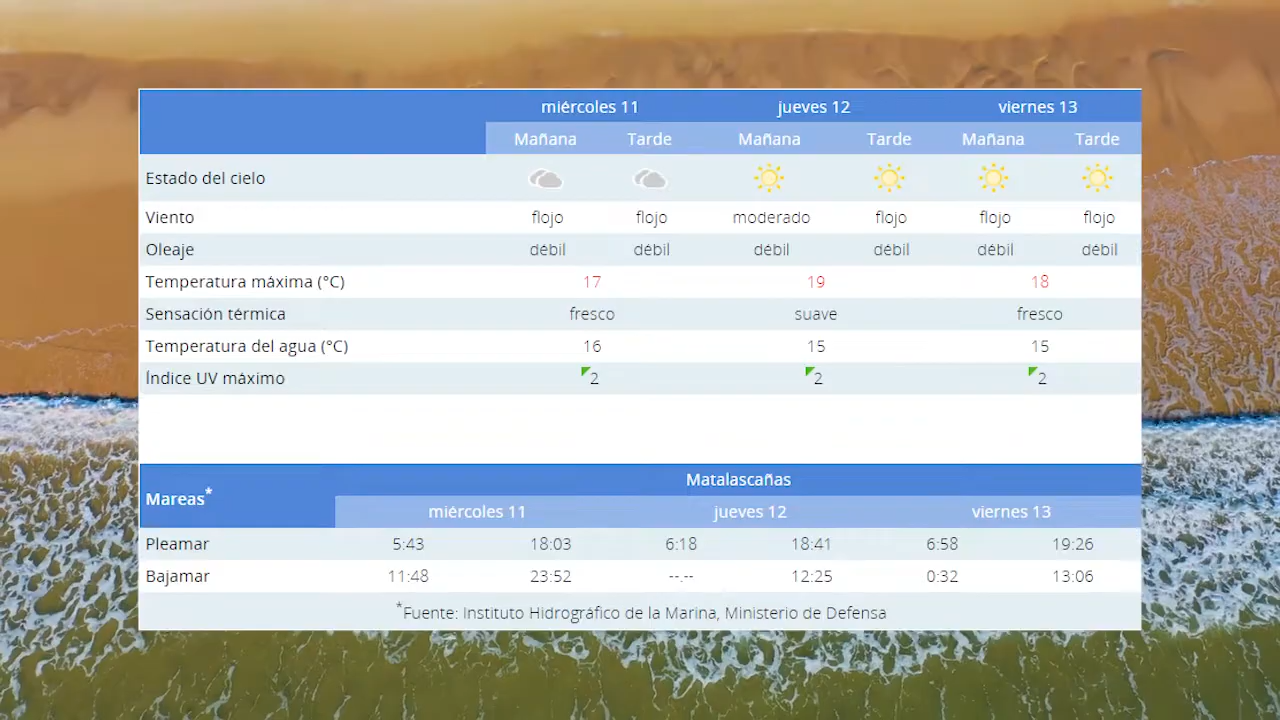 miércoles 11 jueves 12 viernes 13
Mañana Tarde Mañana Tarde Mañana Tarde
Estado del cielo
Viento flojo flojo moderado flojo flojo flojo
Oleaje débil débil débil débil débil débil
Temperatura máxima (°C) 17 19 18
Sensación térmica fresco suave fresco
Temperatura del agua (°C) 16 15 15
Índice UV máximo 2 2 2
Matalascañas
Mareas*
miércoles 11 jueves 12 viernes 13
Pleamar 5:43 18:03 6:18 18:41 6:58 19:26
Bajamar 11:48 23:52 --.-- 12:25 0:32 13:06
*Fuente: Instituto Hidrográfico de la Marina, Ministerio de Defensa